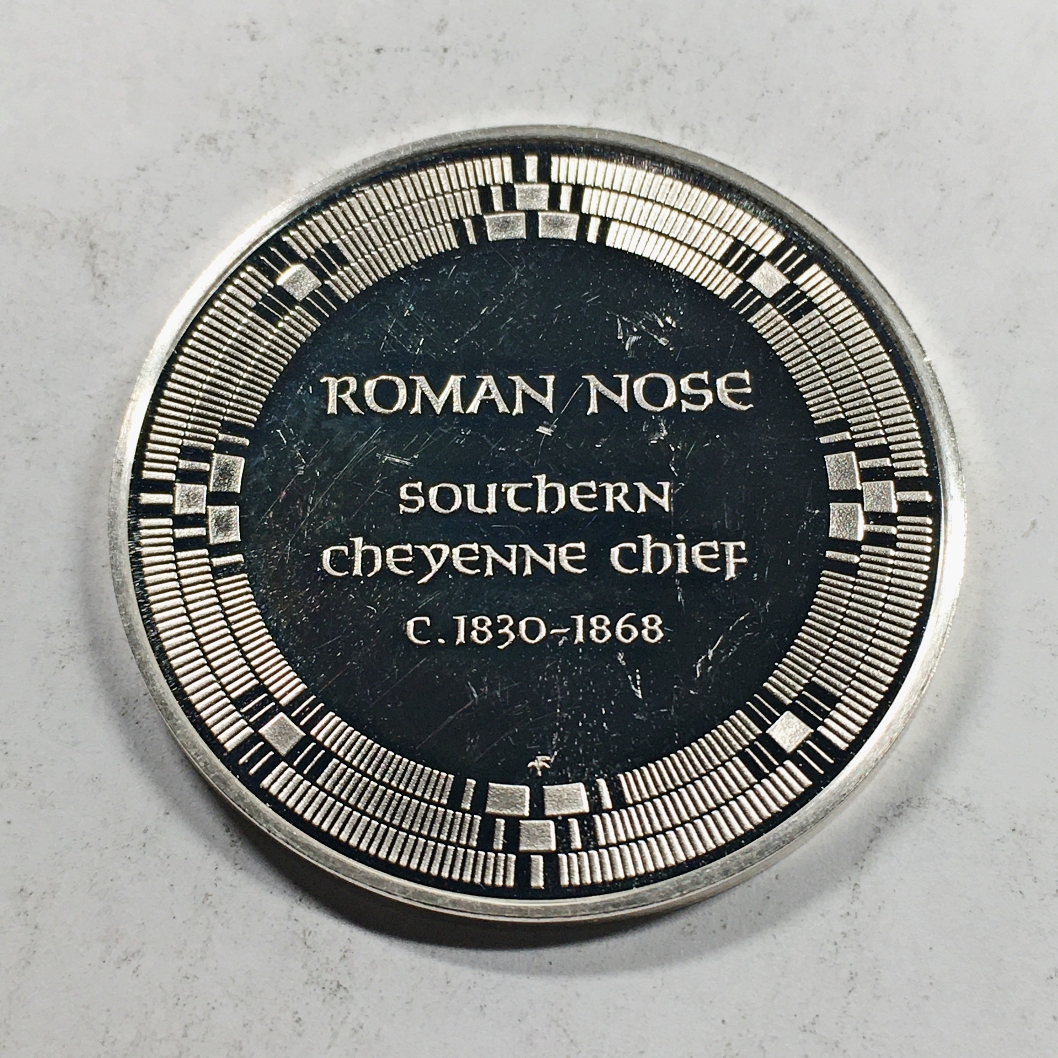 ROMAN NOSE
SOUTHERN
CHEYENNE CHIEF
C. 1830-1868